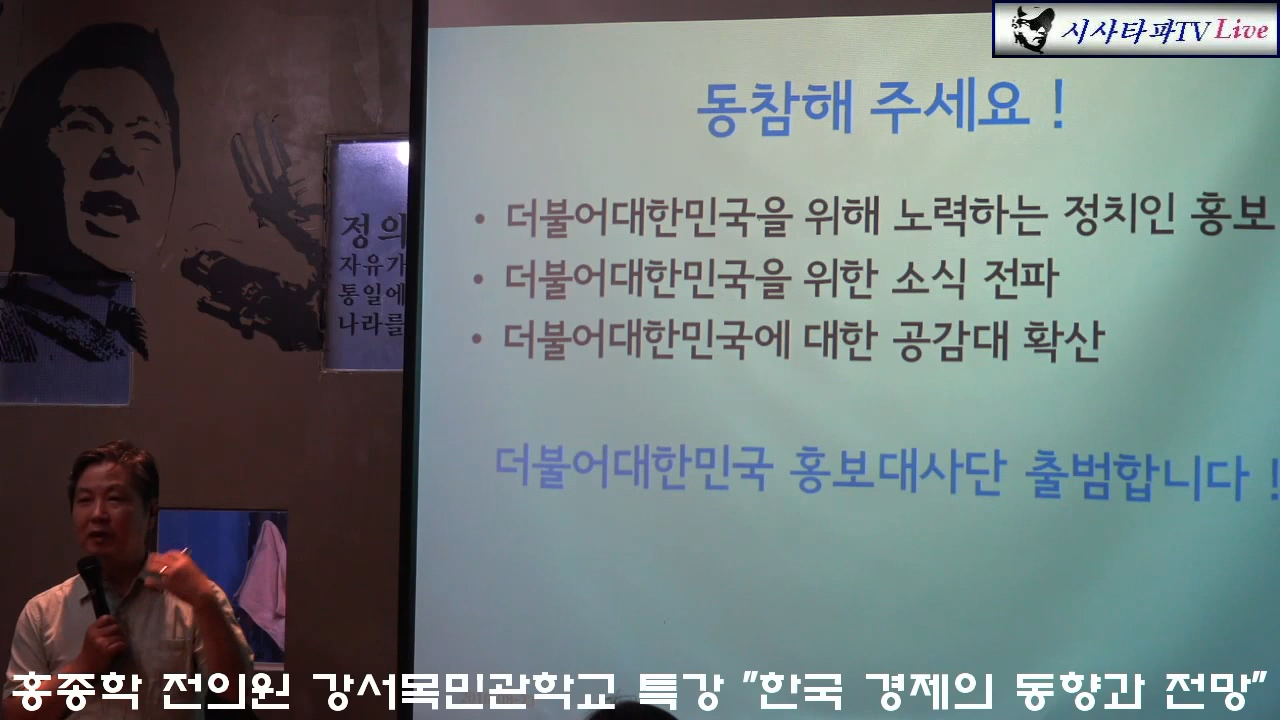 시사타파TV Live
동참해 주세요 !
• 더불어대한민국을 위해 노력하는 정치인 홍보
• 더불어대한민국을 위한 소식 전파
• 더불어대한민국에 대한 공감대 확산
더불어대한민국 홍보대사단 출범합니다 !
정의
자유가
통일에
나라를
홍종학 전의원 강서목민관학교 특강 "한국 경제의 동향과 전망"